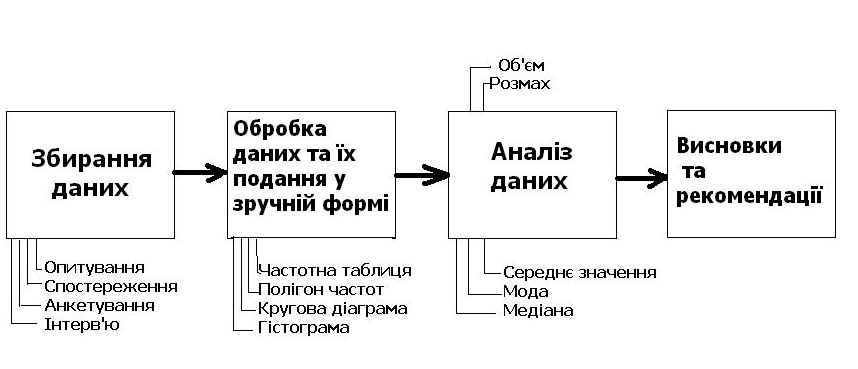 Об'єм
Розмах
Збирання
даних
Обробка
даних та їх
подання у
зручній формі
Аналіз
даних
Висновки
та
рекомендації
Опитування
Спостереження
Анкетування
Інтерв'ю
Частотна таблиця
Полігон частот
Кругова діаграма
Гістограма
Середнє значення
Мода
Медіана